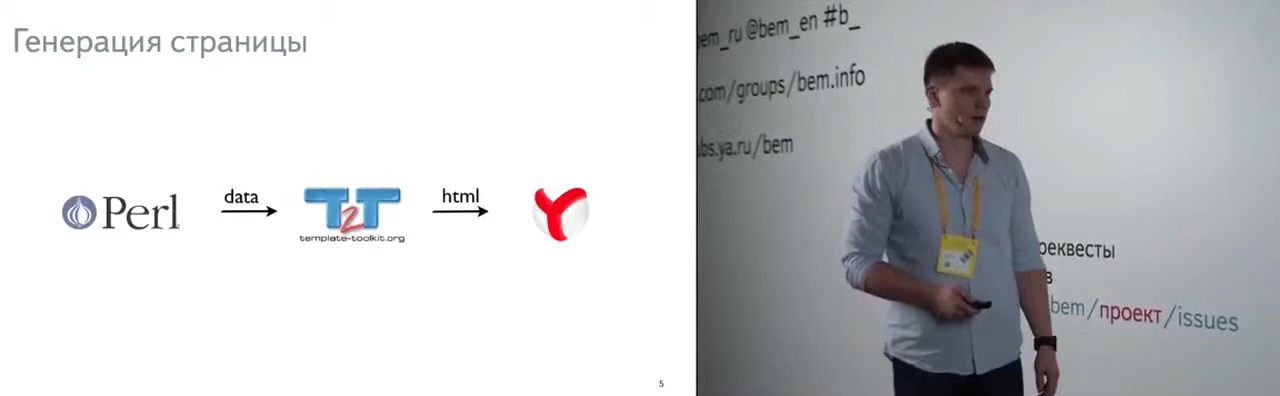 Генерация страницы
Perl
data
T2T
template-toolkit.org
html
5
em_ru @bem_en #b_
.com/groups/bem.info
bs.ya.ru/bem
реквесты
в
bem/проект/issues